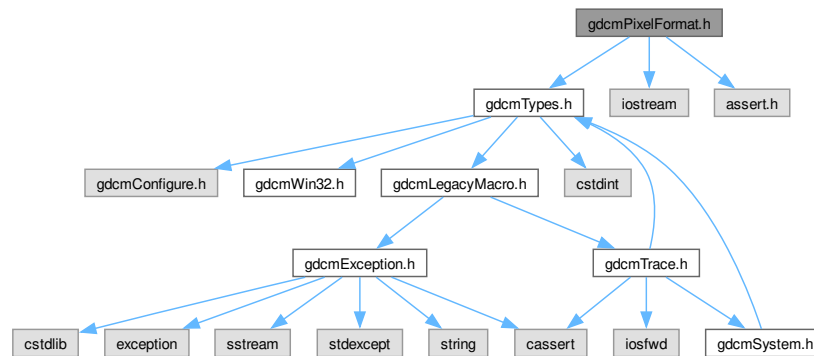 gdcmPixelFormat.h
gdcmTypes.h
iostream
assert.h
gdcmConfigure.h
gdcmWin32.h
gdcmLegacyMacro.h
cstdint
gdcmException.h
gdcmTrace.h
cstdlib
exception
sstream
stdexcept
string
cassert
iosfwd
gdcmSystem.h